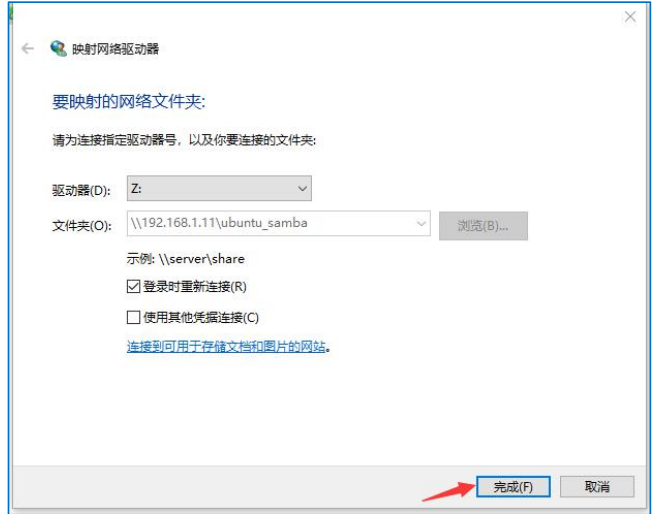 映射网络驱动器
要映射的网络文件夹:
请为连接指定驱动器号，以及你要连接的文件夹:
驱动器(D): Z:
文件夹(O): \\192.168.1.11\ubuntu_samba 浏览(B)...
示例: \\server\share
登录时重新连接(R)
使用其他凭据连接(C)
连接到可用于存储文档和图片的网站。
完成(F) 取消